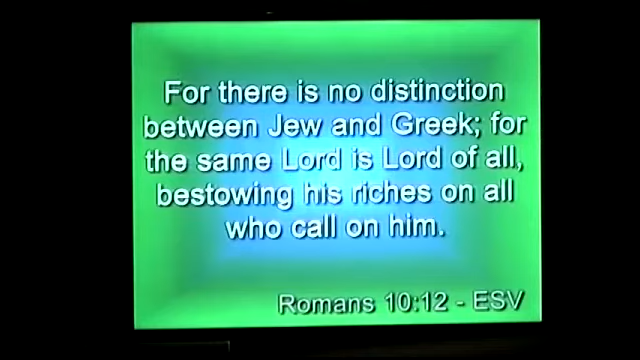 For there is no distinction
between Jew and Greek; for
the same Lord is Lord of all,
bestowing his riches on all
who call on him.
Romans 10:12 - ESV